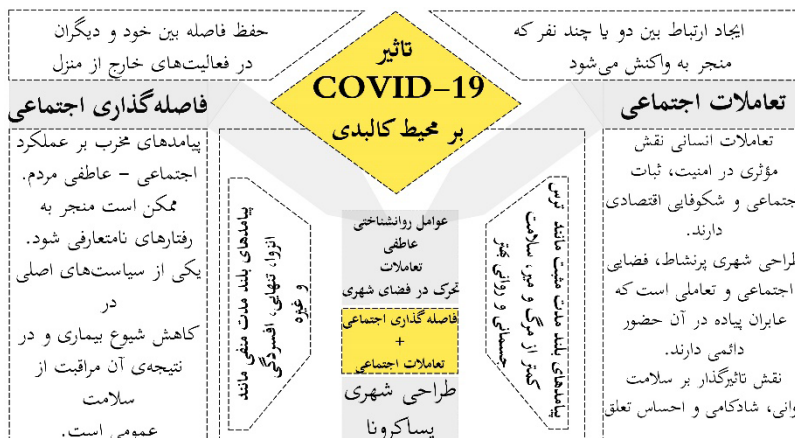 ایجاد ارتباط بین دو یا چند نفر که
منجر به واکنش می‌شود
تعاملات اجتماعی
تعاملات انسانی نقش
مؤثری در امنیت، ثبات
جتماعی و شکوفایی اقتصادی
دارند.
طراحی شهری پرنشاط، فضایی
اجتماعی و تعاملی است که
عابران پیاده در آن حضور
دائمی دارند.
نقش تاثیرگذار بر سلامت
وانی، شادکامی و احساس تعلق
تاثیر
COVID–19
بر محیط کالبدی
حفظ فاصله بین خود و دیگران
در فعالیت‌های خارج از منزل
فاصله‌گذاری اجتماعی
پیامدهای مخرب بر عملکرد
اجتماعی – عاطفی مردم.
ممکن است منجر به
رفتارهای نامتعارفی شود.
یکی از سیاست‌های اصلی
در
کاهش شیوع بیماری و در
نتیجه‌ی آن مراقبت از
سلامت
عمومی است.
پیامدهای بلند مدت مثبت مانند ترس
کمتر از مرگ و میر، سلامت
جسمانی و روانی بهتر
عوامل روانشناختی
عاطفی
تعاملات
تحرک در فضای شهری
فاصله گذاری اجتماعی
+
تعاملات اجتماعی
طراحی شهری
پساکرونا
پیامدهای بلند مدت منفی مانند
انزوا، تنهایی، افسردگی
و غیره